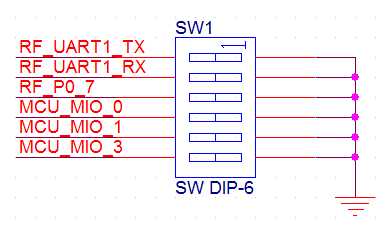 SW1
RF_UART1_TX
RF_UART1_RX
RF_P0_7
MCU_MIO_0
MCU_MIO_1
MCU_MIO_3
SW DIP-6